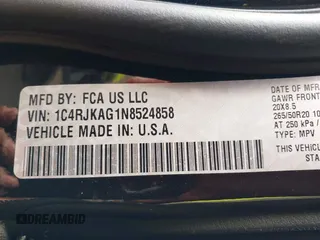 MFD BY: FCA US LLC
VIN: 1C4RJKAG1N8524858
VEHICLE MADE IN U.S.A.
DATE OF MFR
GAWR FRONT
20X8.5
265/50R20 10
AT 250 kPa /
TYPE: MPV
THIS VEHICLE
STA
DREAMBID